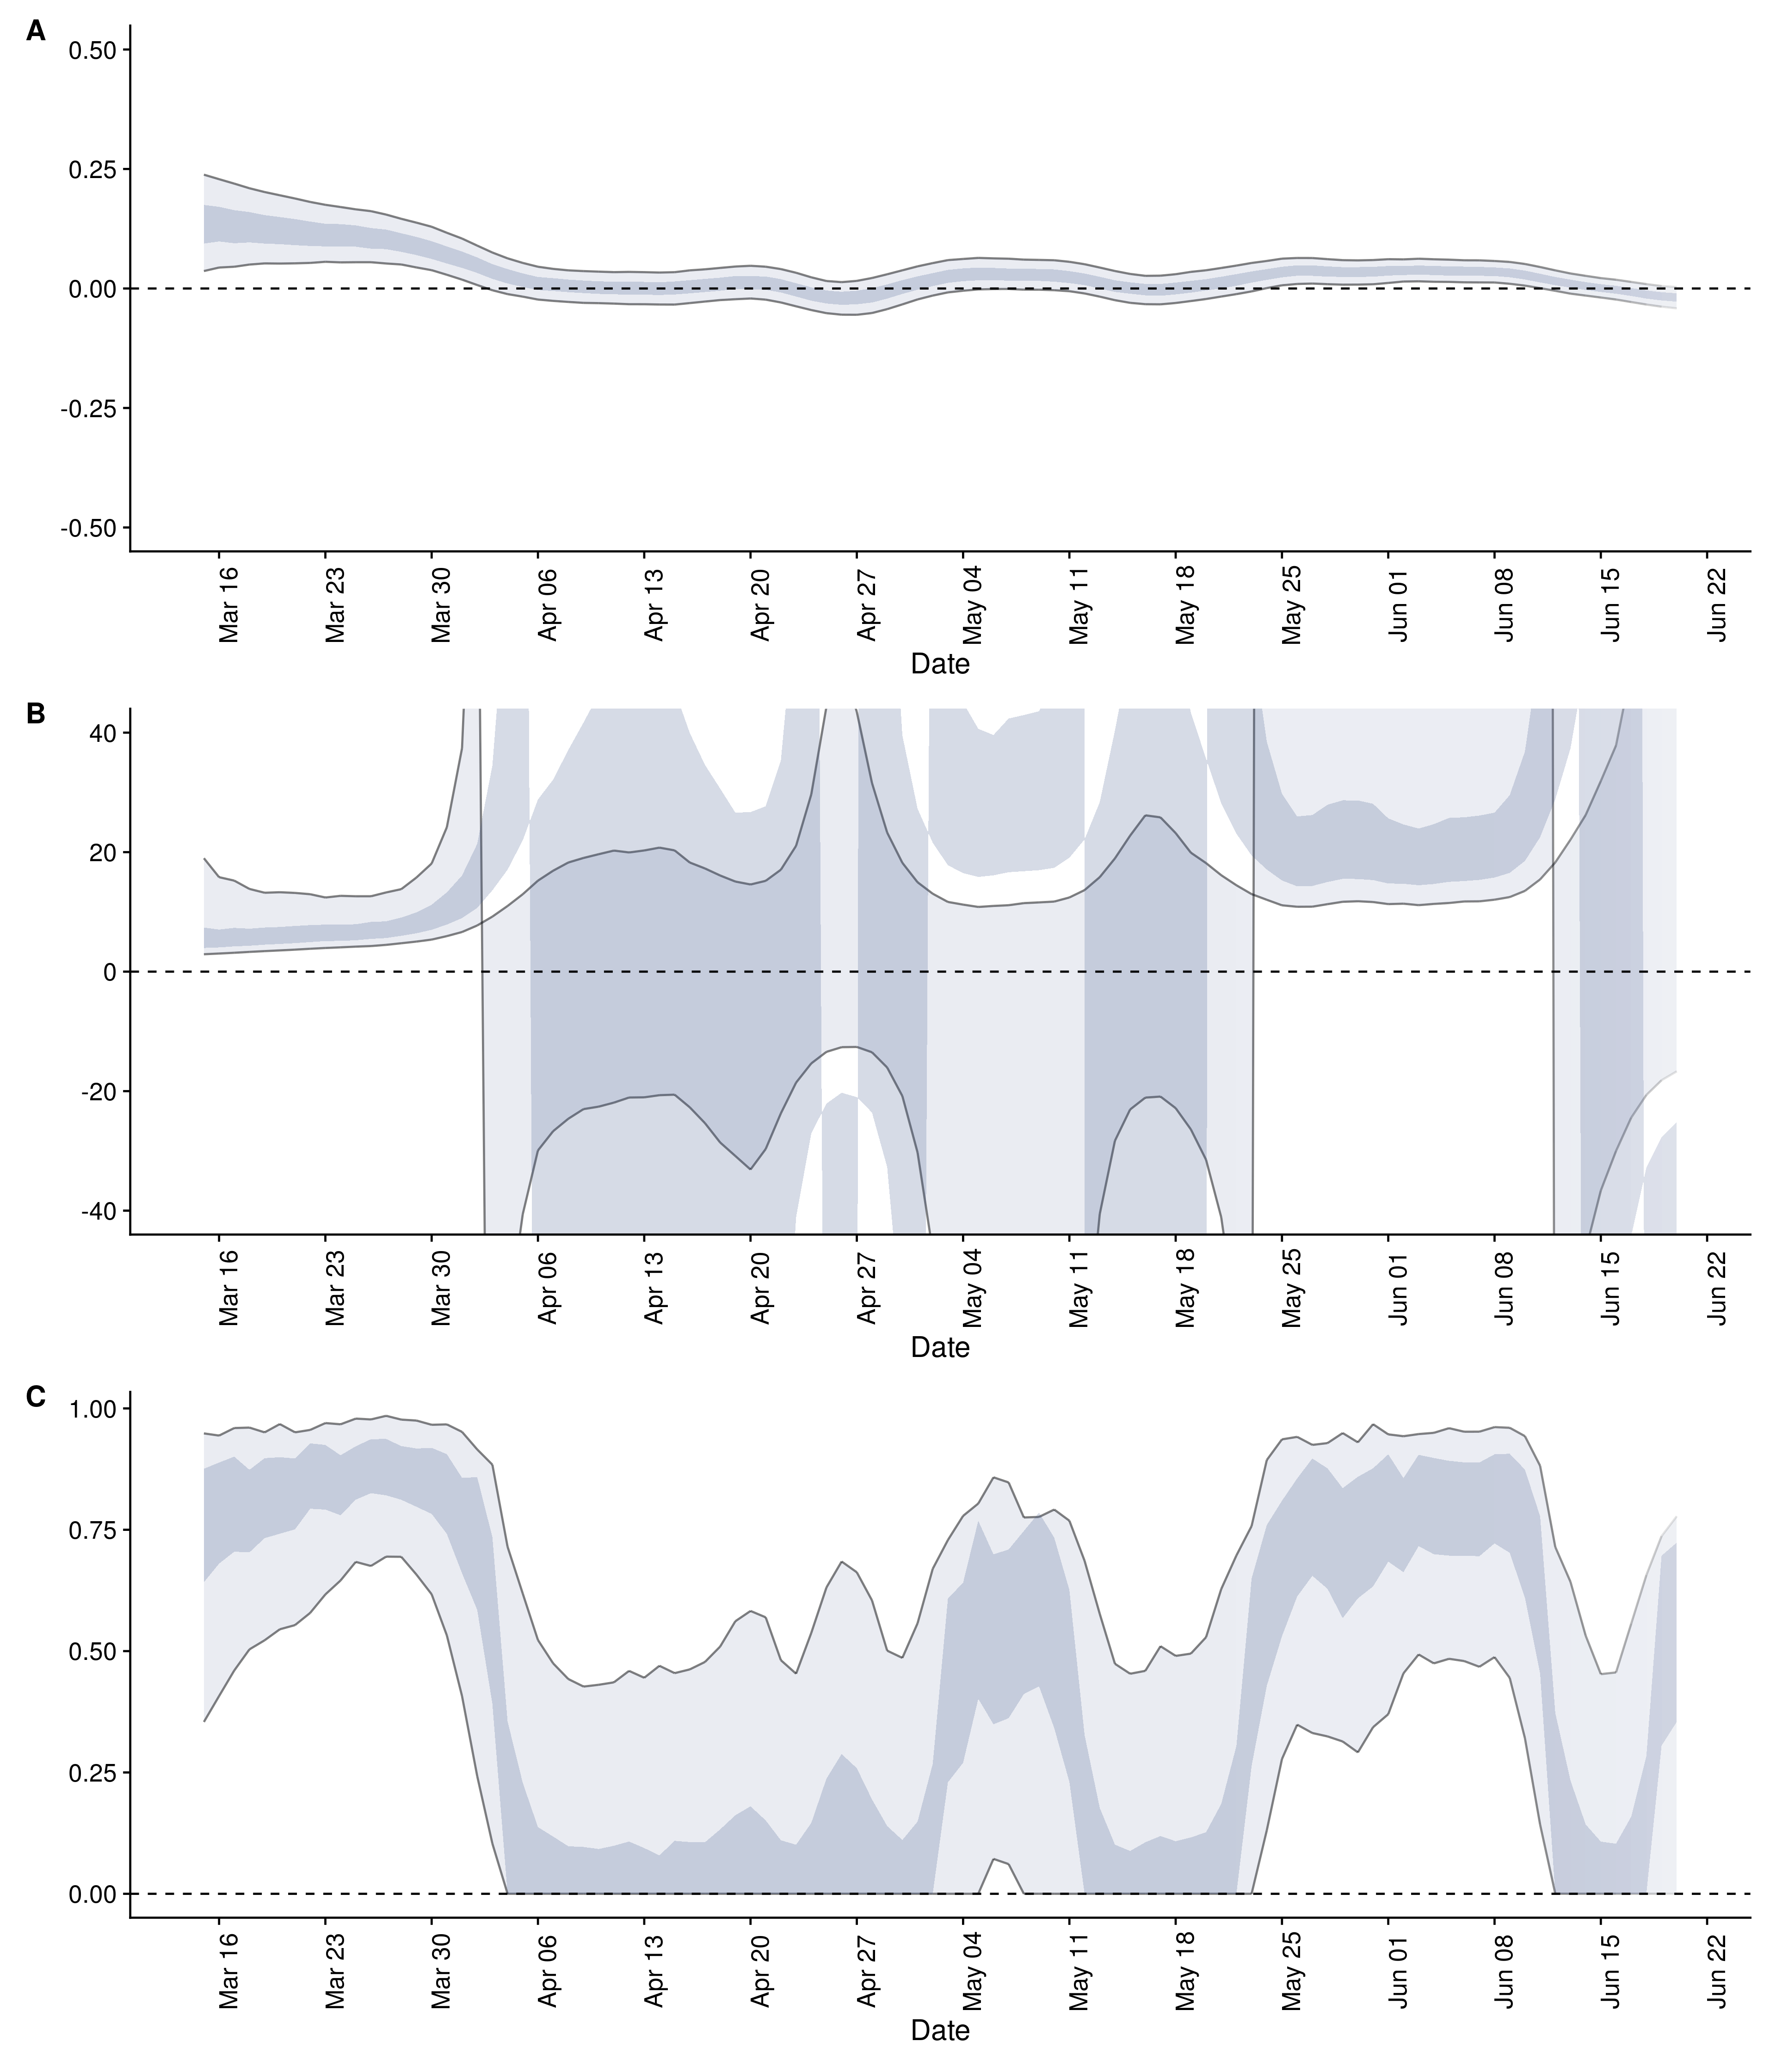 A
0.50
0.25
0.00
-0.25
-0.50
Mar 16
Mar 23
Mar 30
Apr 06
Apr 13
Apr 20
Apr 27
May 04
May 11
May 18
May 25
Jun 01
Jun 08
Jun 15
Jun 22
Date
B
40
20
0
-20
-40
Mar 16
Mar 23
Mar 30
Apr 06
Apr 13
Apr 20
Apr 27
May 04
May 11
May 18
May 25
Jun 01
Jun 08
Jun 15
Jun 22
Date
C
1.00
0.75
0.50
0.25
0.00
Mar 16
Mar 23
Mar 30
Apr 06
Apr 13
Apr 20
Apr 27
May 04
May 11
May 18
May 25
Jun 01
Jun 08
Jun 15
Jun 22
Date